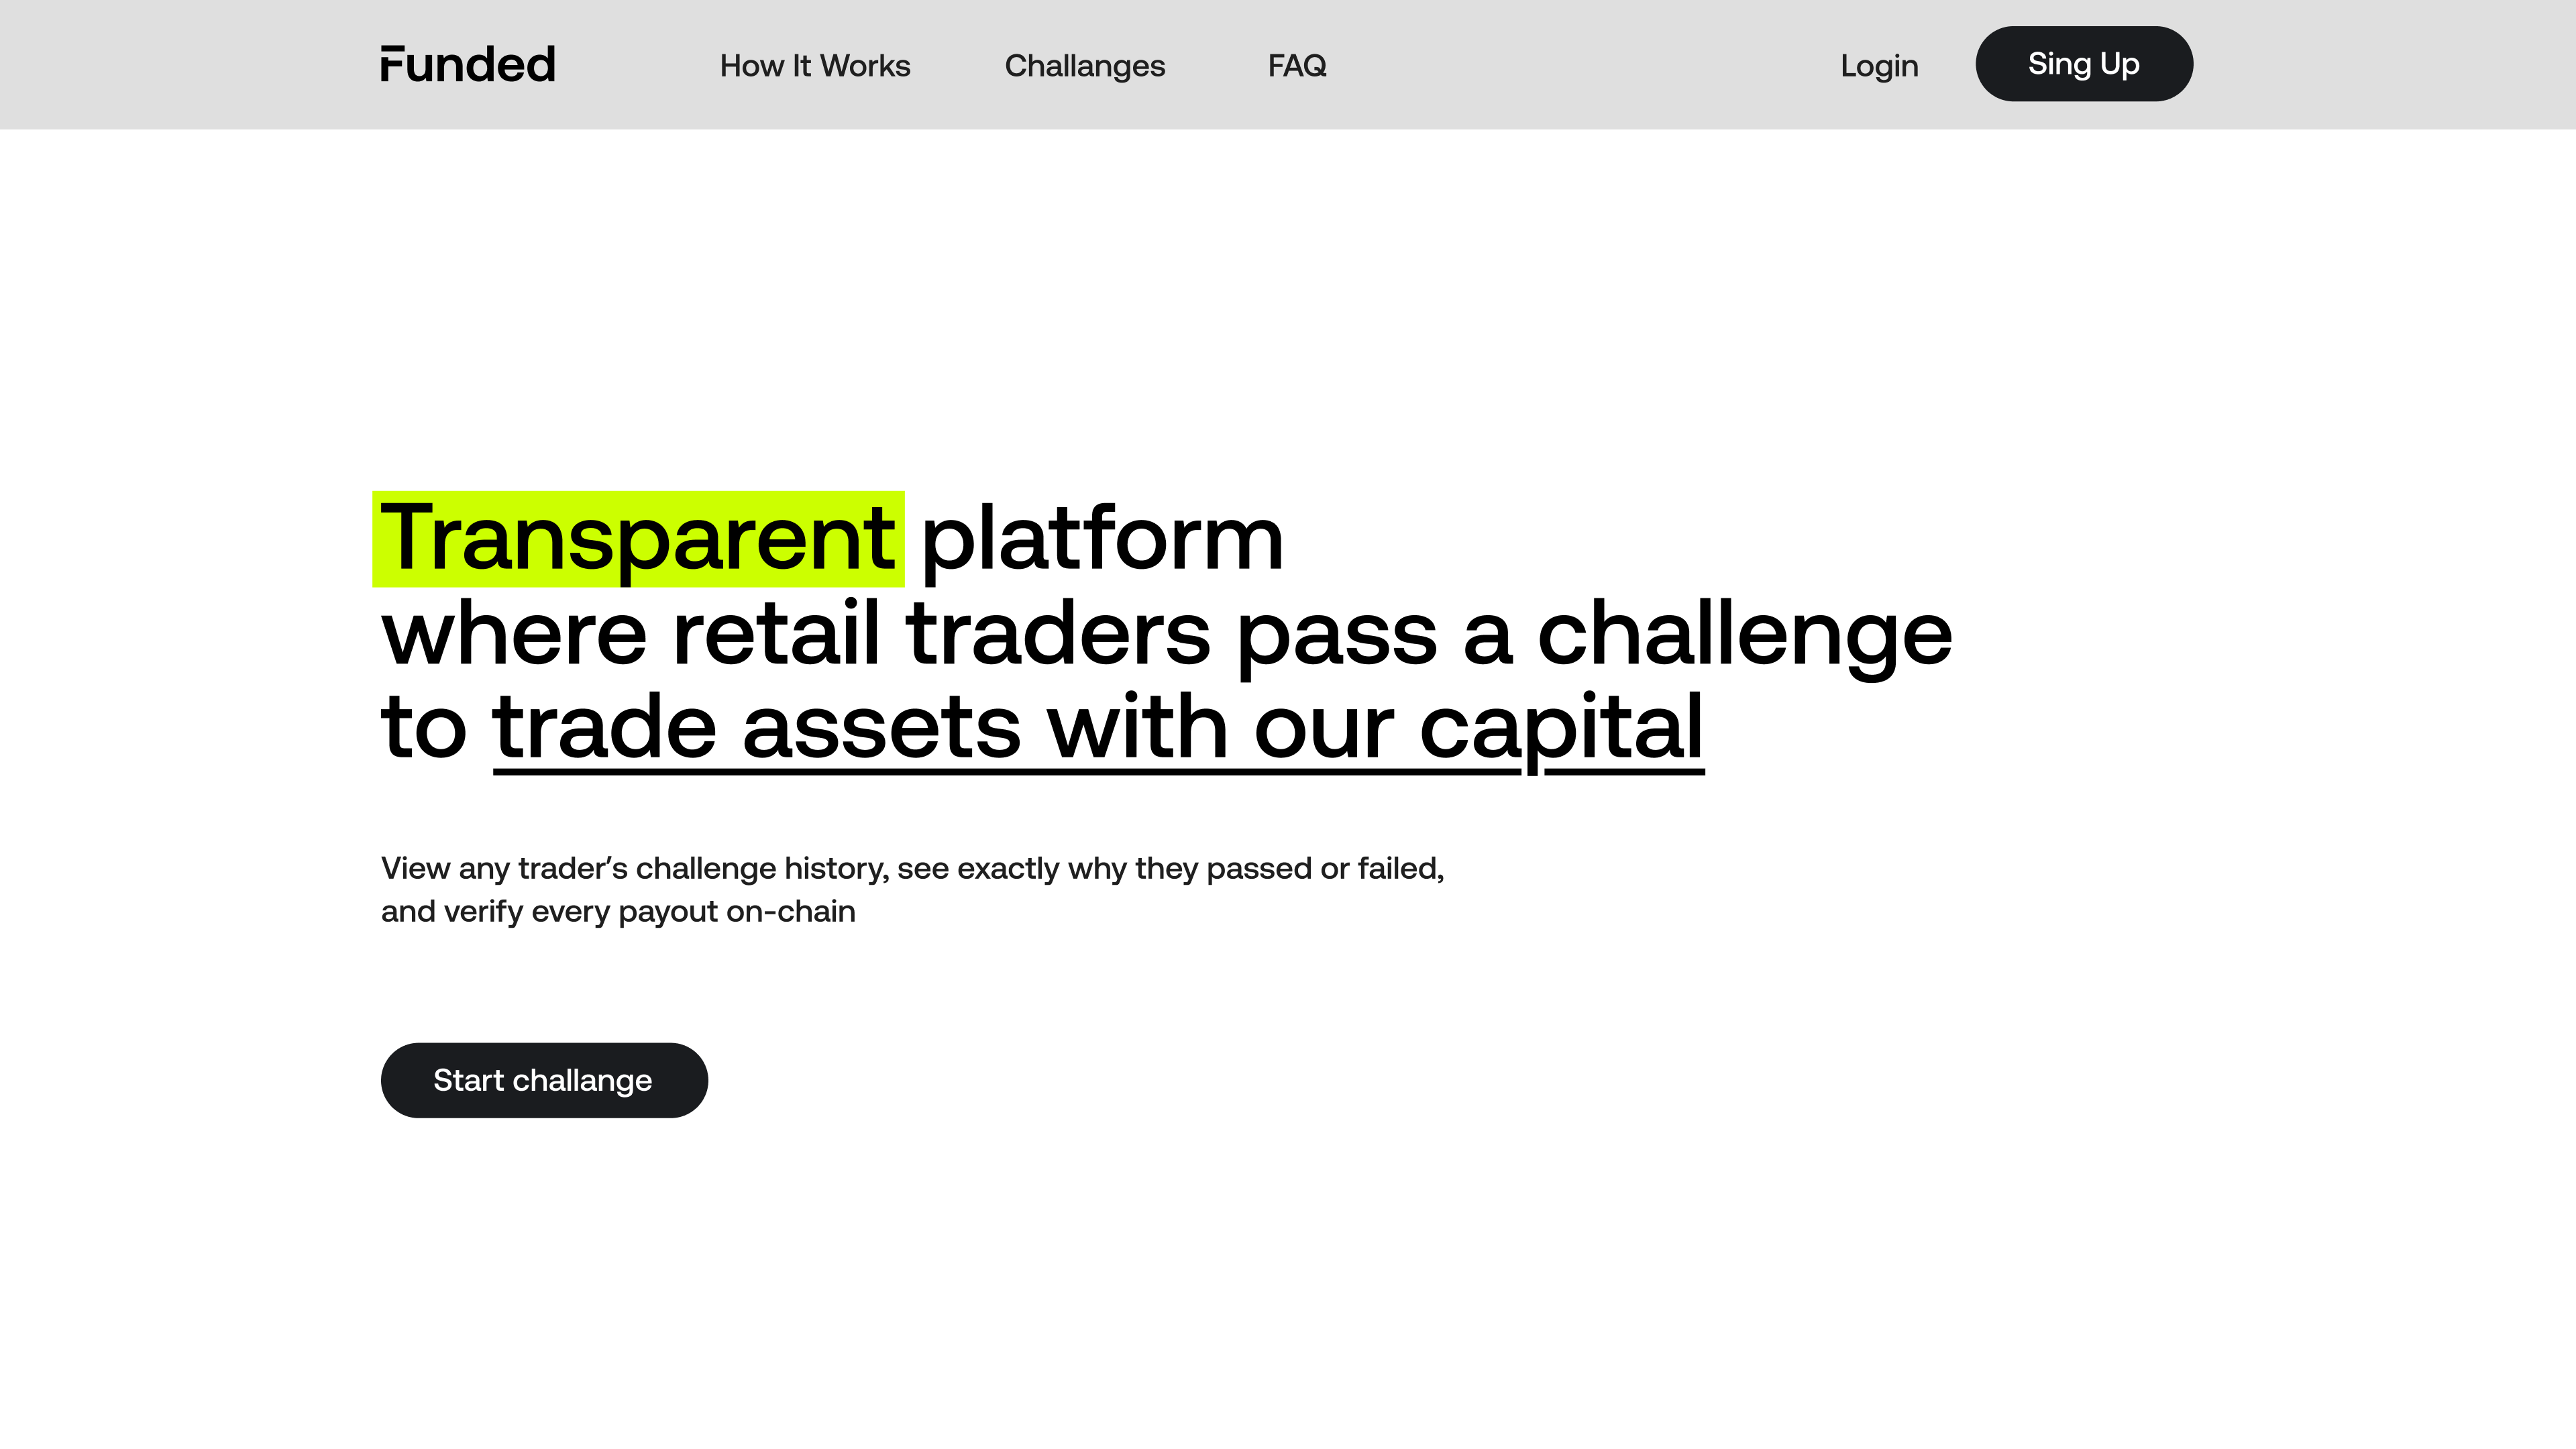 Funded
How It Works
Challanges
FAQ
Login
Sing Up
Transparent platform
where retail traders pass a challenge
to trade assets with our capital
View any trader’s challenge history, see exactly why they passed or failed,
and verify every payout on-chain
Start challange